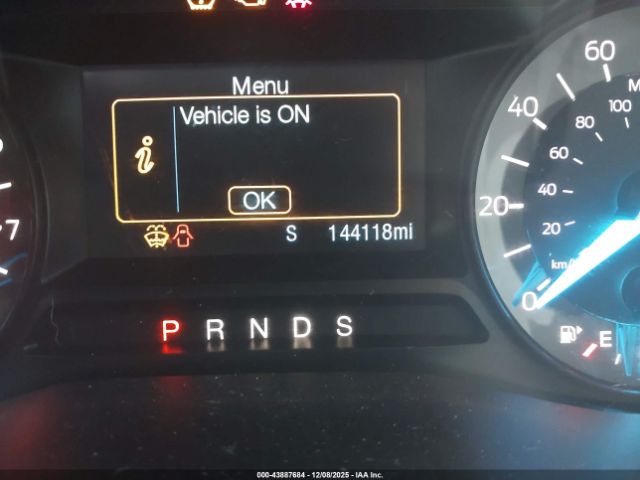 Menu
Vehicle is ON
OK
S 144118mi
P R N D S
60
40
20
0
100
80
60
40
20
M
km/
7
E
000-43887684 - 12/08/2025 - IAA Inc.